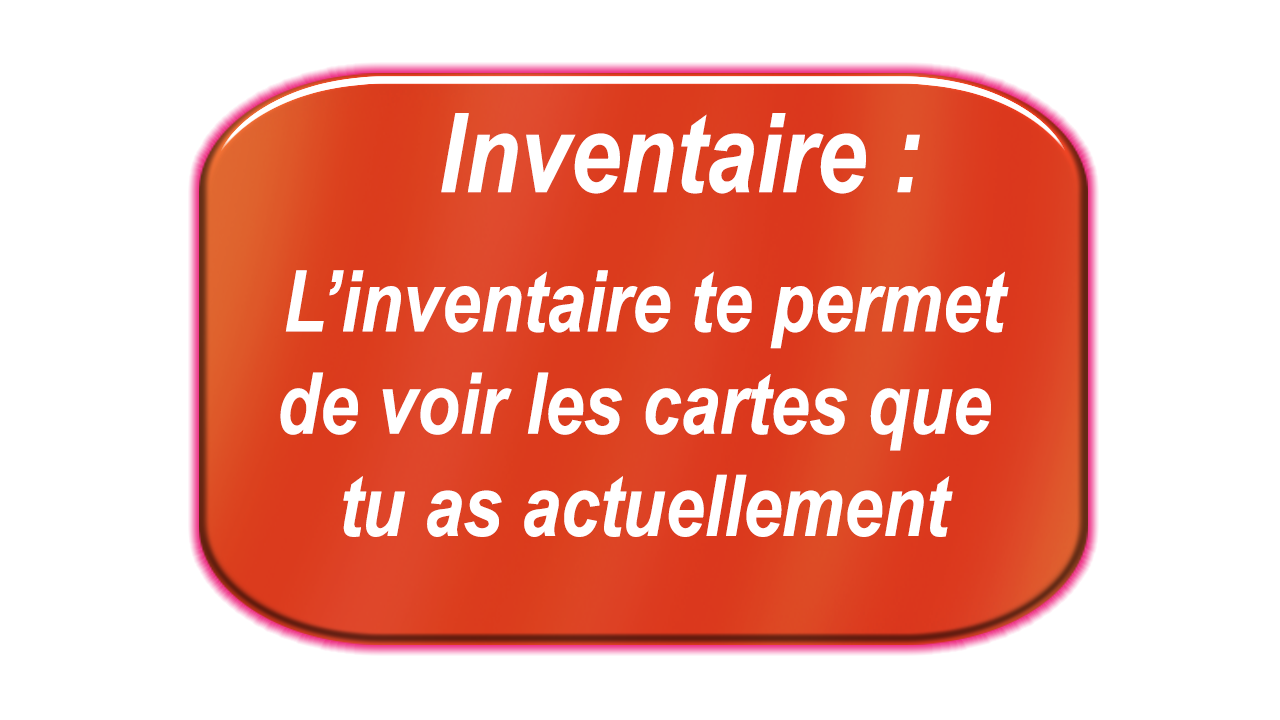 Inventaire :
L’inventaire te permet
de voir les cartes que
tu as actuellement